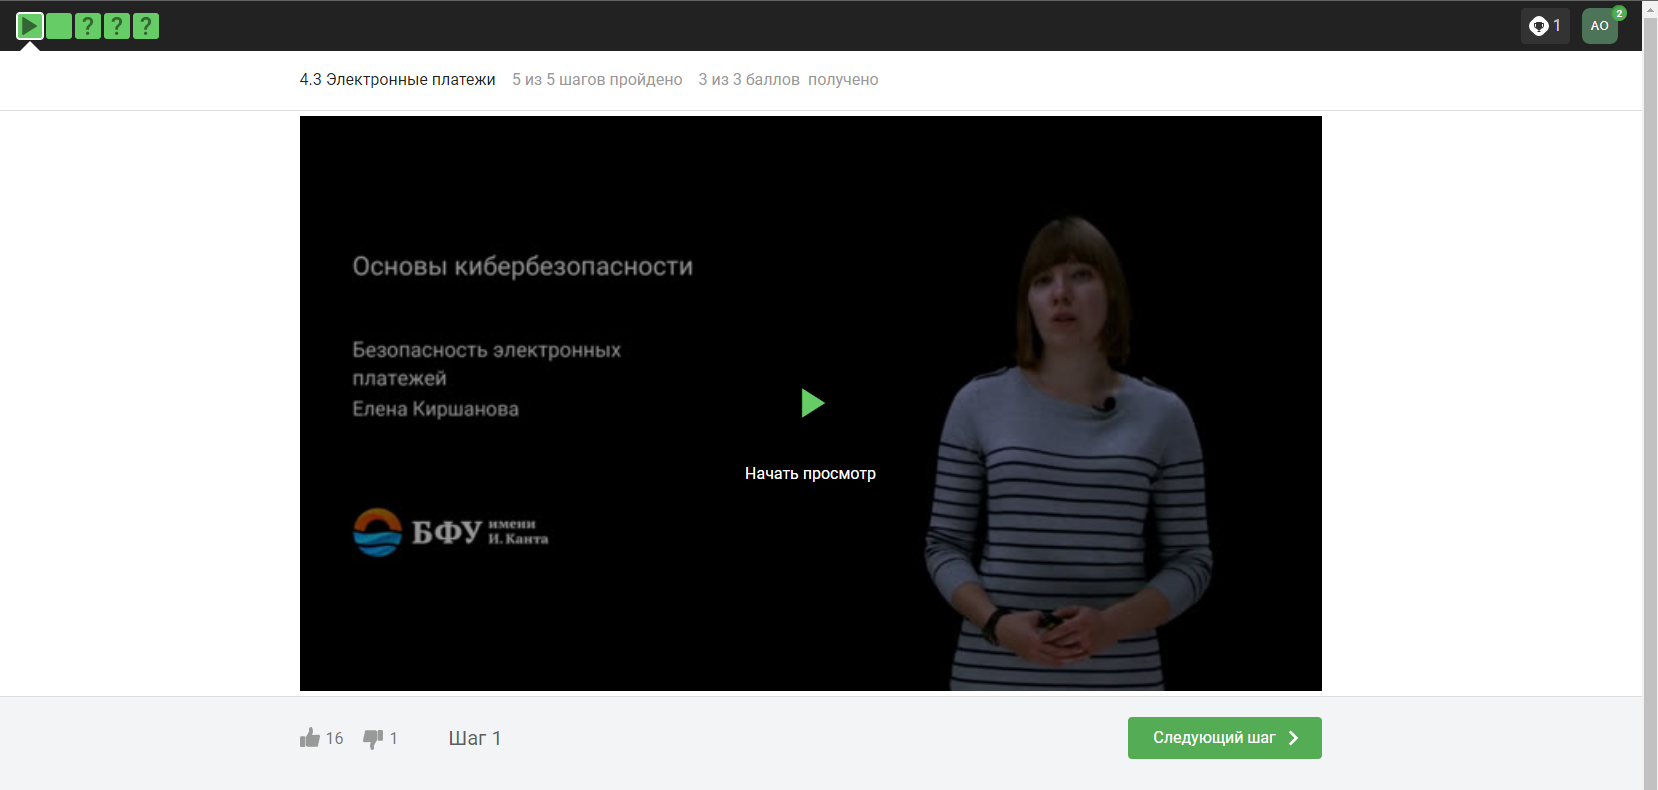 ? ? ?
1
AO
2
4.3 Электронные платежи 5 из 5 шагов пройдено 3 из 3 баллов получено
Основы кибербезопасности
Безопасность электронных
платежей
Елена Киршанова
Начать просмотр
БФУ имени
И. Канта
16 1 Шаг 1 Следующий шаг